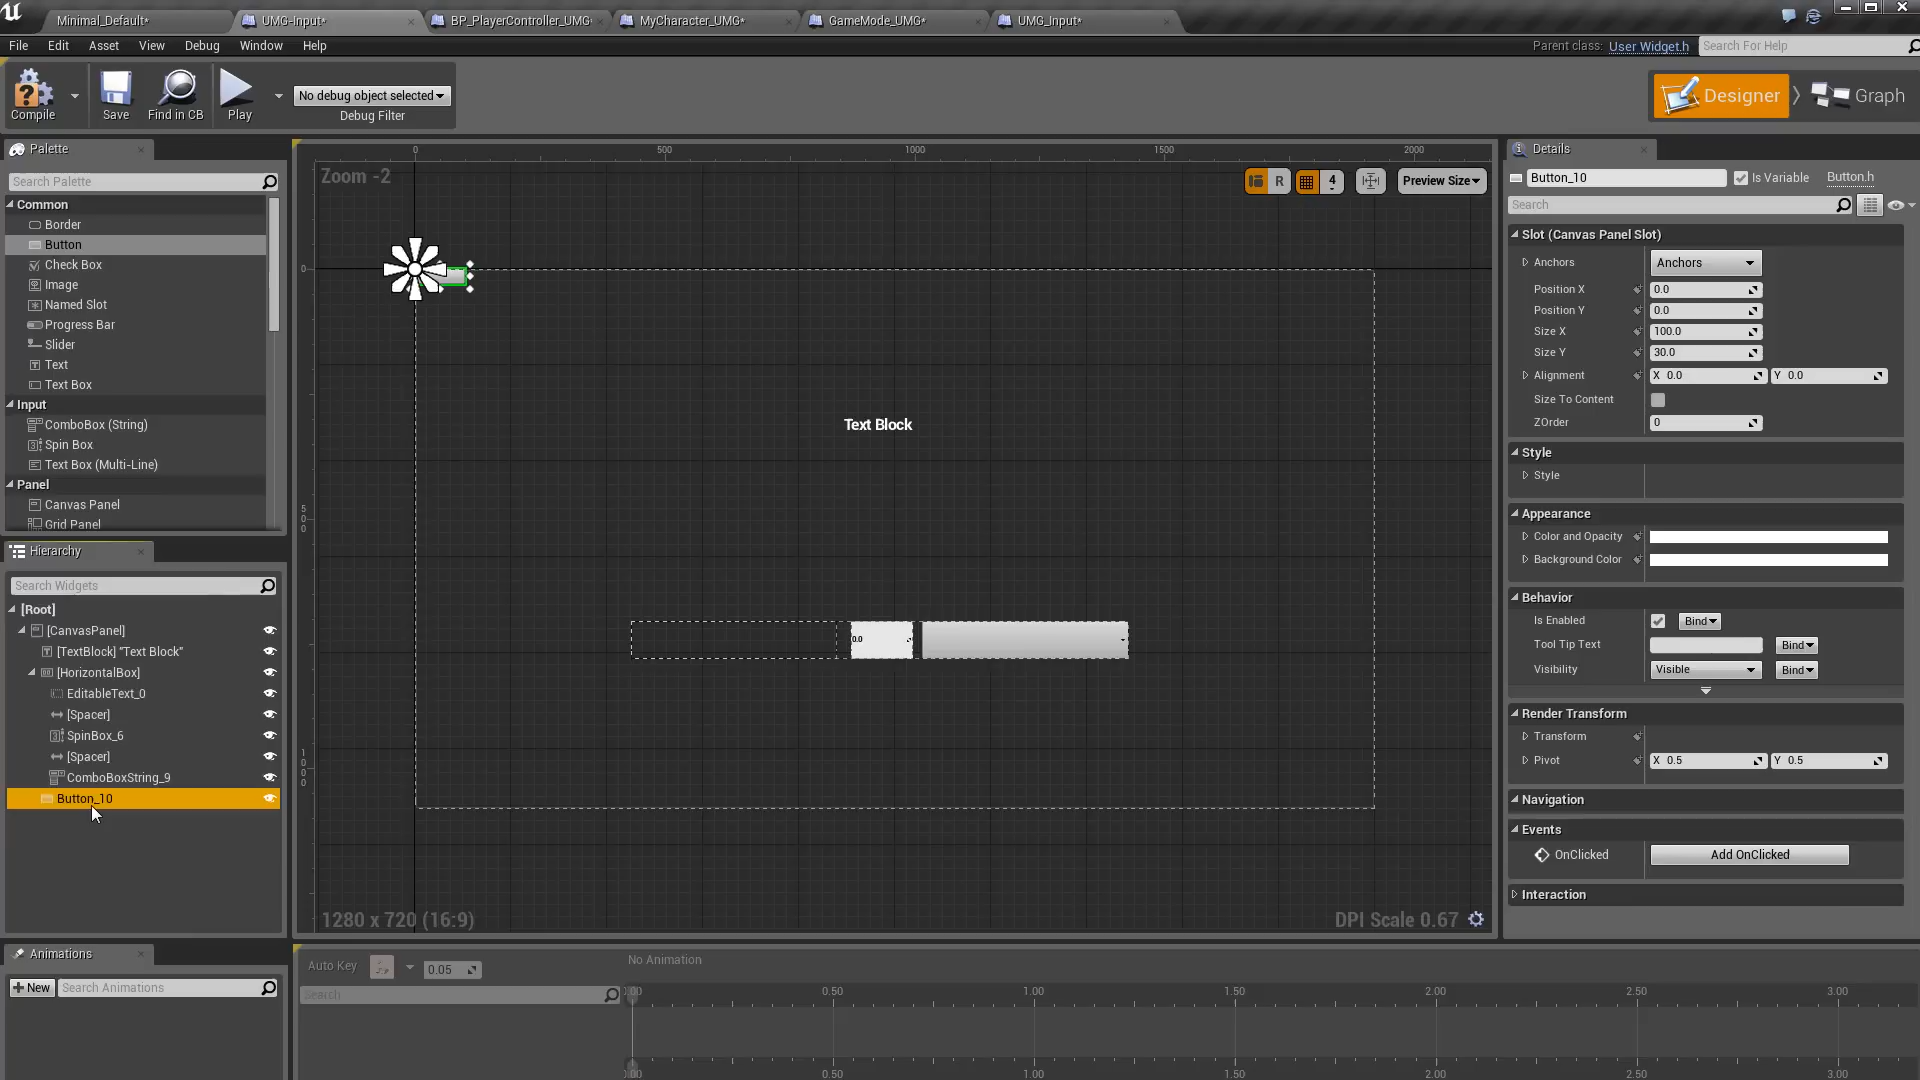 Minimal_Default*
UMG-Input*
BP_PlayerController_UMG*
MyCharacter_UMG*
GameMode_UMG*
UMG_Input*
File Edit Asset View Debug Window Help
Parent class: User Widget.h
Search For Help
Compile
Save
Find in CB
Play
No debug object selected
Debug Filter
Designer
Graph
Palette
Search Palette
Common
Border
Button
Check Box
Image
Named Slot
Progress Bar
Slider
Text
Text Box
Input
ComboBox (String)
Spin Box
Text Box (Multi-Line)
Panel
Canvas Panel
Grid Panel
Hierarchy
Search Widgets
[Root]
[CanvasPanel]
[TextBlock] "Text Block"
[HorizontalBox]
EditableText_0
[Spacer]
SpinBox_6
[Spacer]
ComboBoxString_9
Button_10
Animations
+ New
Search Animations
0 500 1000 1500 2000
Zoom -2
R
4
Preview Size
0
500
1000
Text Block
0.0
1280 x 720 (16:9)
DPI Scale 0.67
Auto Key
0.05
No Animation
Search
0.00 0.50 1.00 1.50 2.00 2.50 3.00
0.00 0.50 1.00 1.50 2.00 2.50 3.00
Details
Button_10
Is Variable
Button.h
Search
Slot (Canvas Panel Slot)
Anchors
Anchors
Position X 0.0
Position Y 0.0
Size X 100.0
Size Y 30.0
Alignment X 0.0 Y 0.0
Size To Content
ZOrder 0
Style
Style
Appearance
Color and Opacity
Background Color
Behavior
Is Enabled Bind
Tool Tip Text Bind
Visibility Visible Bind
Render Transform
Transform
Pivot X 0.5 Y 0.5
Navigation
Events
OnClicked Add OnClicked
Interaction